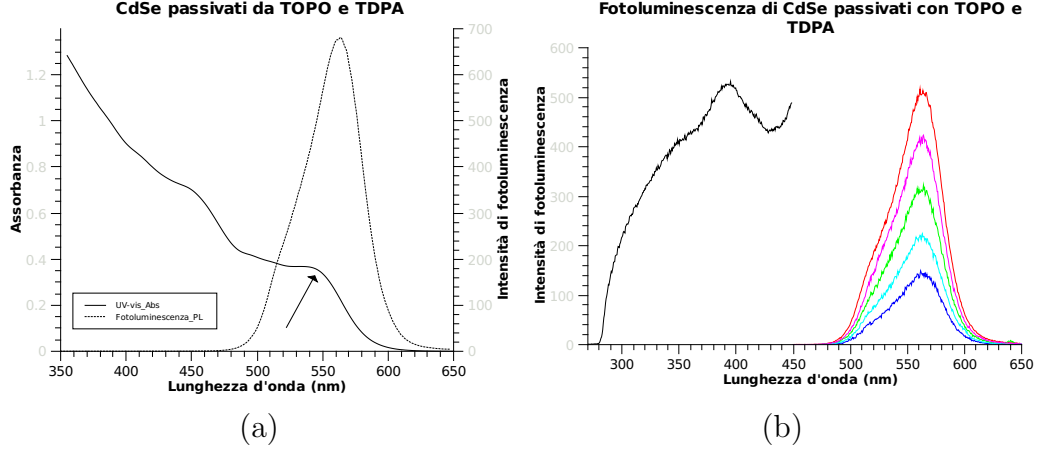 CdSe passivati da TOPO e TDPA
700
600
500
400
300
200
100
0
1.2
1
0.8
0.6
0.4
0.2
0
Assorbanza
Intensità di fotoluminescenza
UV-vis_Abs
Fotoluminescenza_PL
350 400 450 500 550 600 650
Lunghezza d'onda (nm)
(a)
Fotoluminescenza di CdSe passivati con TOPO e
TDPA
600
500
400
300
200
100
0
Intensità di fotoluminescenza
300 350 400 450 500 550 600 650
Lunghezza d'onda (nm)
(b)